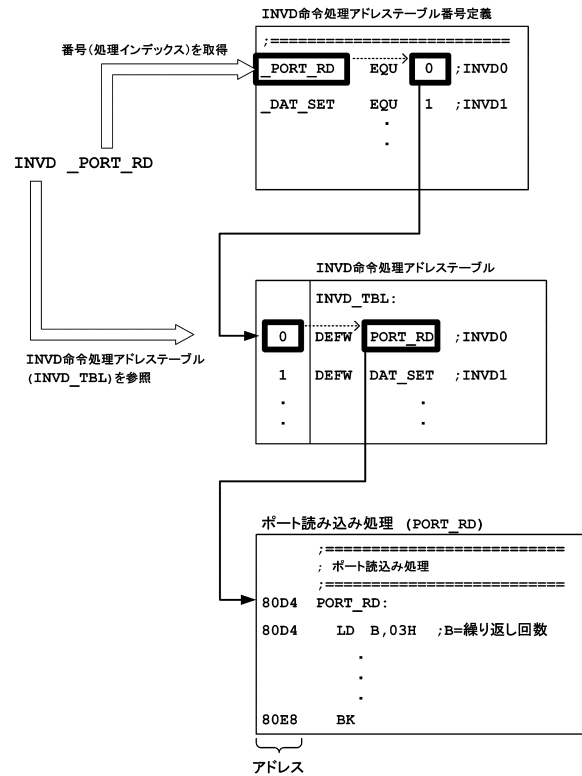 INVD命令処理アドレステーブル番号定義
番号(処理インデックス)を取得
;==========================
_PORT_RD EQU 0 ;INVD0
_DAT_SET EQU 1 ;INVD1
・
・
INVD _PORT_RD
INVD命令処理アドレステーブル
(INVD_TBL)を参照
INVD命令処理アドレステーブル
INVD_TBL:
0 DEFW PORT_RD ;INVD0
1 DEFW DAT_SET ;INVD1
・ ・
・ ・
ポート読み込み処理 (PORT_RD)
;==========================
; ポート読込み処理
;==========================
80D4 PORT_RD:
80D4 LD B,03H ;B=繰り返し回数
・
・
・
80E8 BK
アドレス